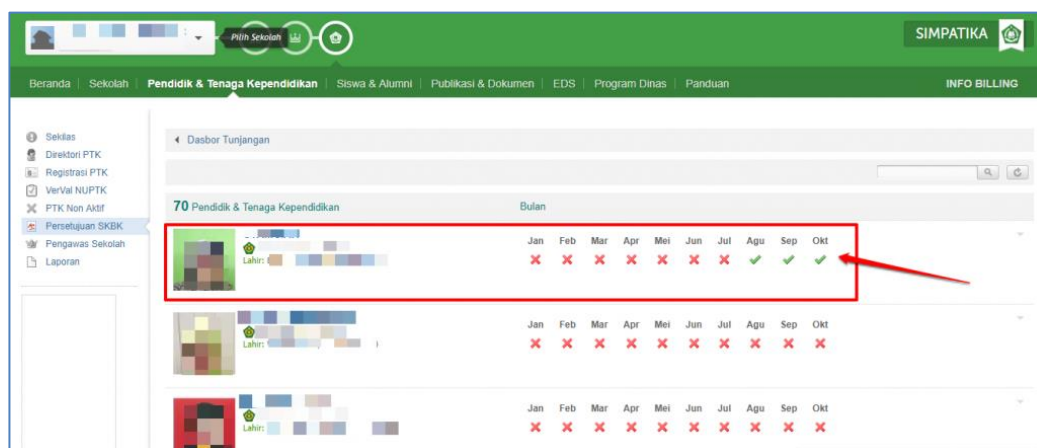 Pilih Sekolah
SIMPATIKA
Beranda Sekolah Pendidik & Tenaga Kependidikan Siswa & Alumni Publikasi & Dokumen EDS Program Dinas Panduan INFO BILLING
Sekilas
Direktori PTK
Registrasi PTK
VerVal NUPTK
PTK Non Aktif
Persetujuan SKBK
Pengawas Sekolah
Laporan
Dasbor Tunjangan
70 Pendidik & Tenaga Kependidikan Bulan
Jan Feb Mar Apr Mei Jun Jul Agu Sep Okt
Lahir:
Jan Feb Mar Apr Mei Jun Jul Agu Sep Okt
Lahir:
Jan Feb Mar Apr Mei Jun Jul Agu Sep Okt
Lahir: